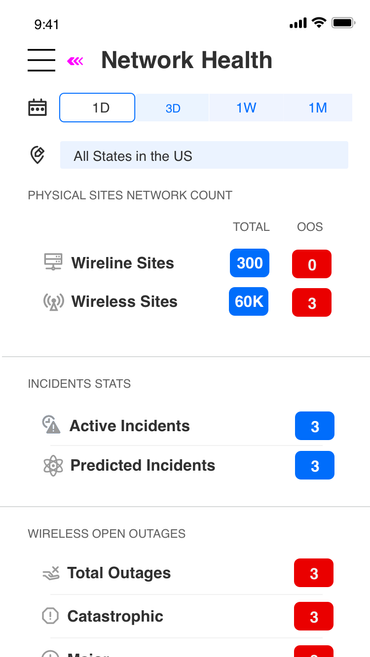 9:41
Network Health
1D 3D 1W 1M
All States in the US
PHYSICAL SITES NETWORK COUNT
TOTAL OOS
Wireline Sites 300 0
Wireless Sites 60K 3
INCIDENTS STATS
Active Incidents 3
Predicted Incidents 3
WIRELESS OPEN OUTAGES
Total Outages 3
Catastrophic 3
Major